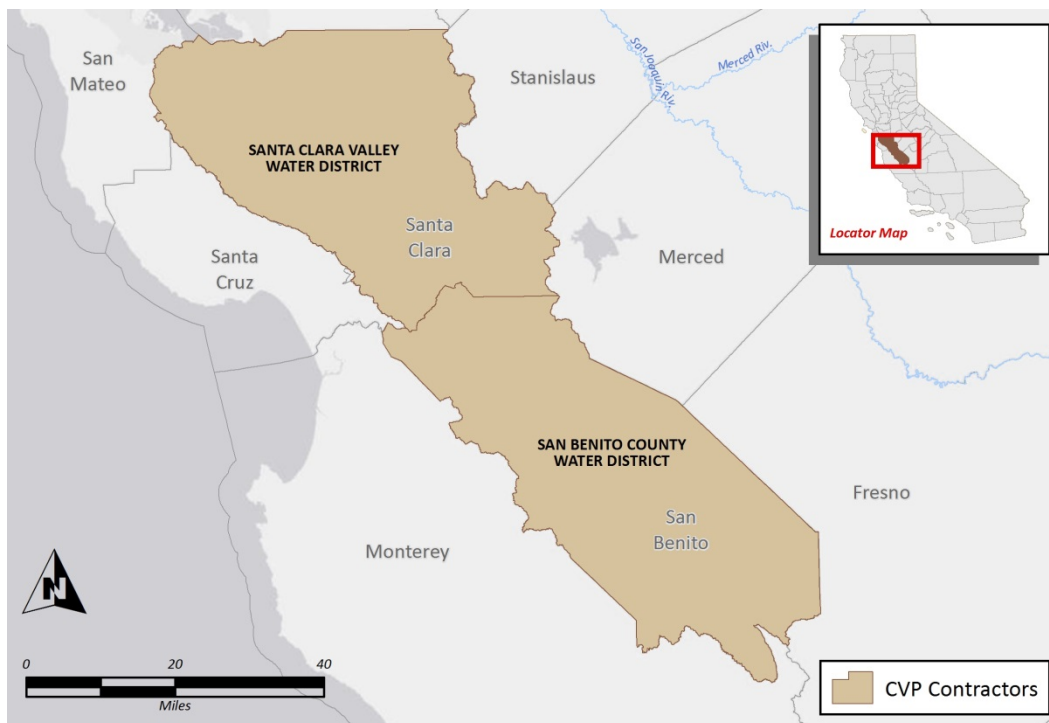 San
Mateo
Stanislaus
San Joaquin Riv.
Merced Riv.
SANTA CLARA VALLEY
WATER DISTRICT
Santa
Clara
Santa
Cruz
Merced
Locator Map
SAN BENITO COUNTY
WATER DISTRICT
San
Benito
Fresno
Monterey
N
0 20 40
Miles
CVP Contractors